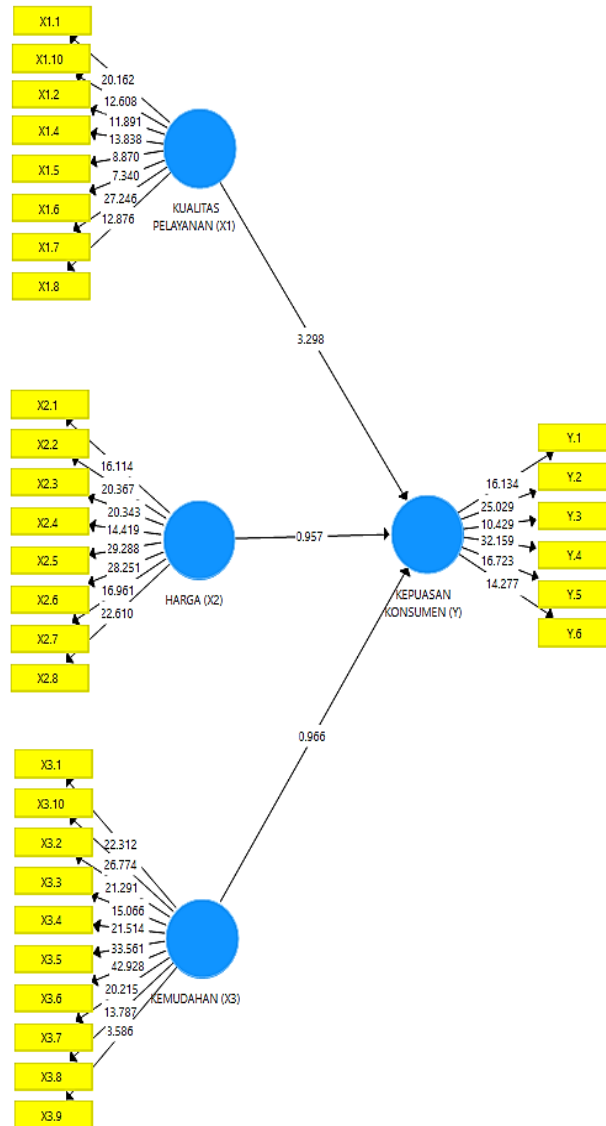 X1.1
X1.10
X1.2
X1.4
X1.5
X1.6
X1.7
X1.8
20.162
12.608
11.891
13.838
8.870
7.340
27.246
12.876
KUALITAS
PELAYANAN (X1)
3.298
X2.1
X2.2
X2.3
X2.4
X2.5
X2.6
X2.7
X2.8
16.114
20.367
20.343
14.419
29.288
28.251
16.961
22.610
HARGA (X2)
0.957
KEPUASAN
KONSUMEN (Y)
16.134
25.029
10.429
32.159
16.723
14.277
Y.1
Y.2
Y.3
Y.4
Y.5
Y.6
0.966
X3.1
X3.10
X3.2
X3.3
X3.4
X3.5
X3.6
X3.7
X3.8
X3.9
22.312
26.774
21.291
15.066
21.514
33.561
42.928
20.215
13.787
3.586
KEMUDAHAN (X3)